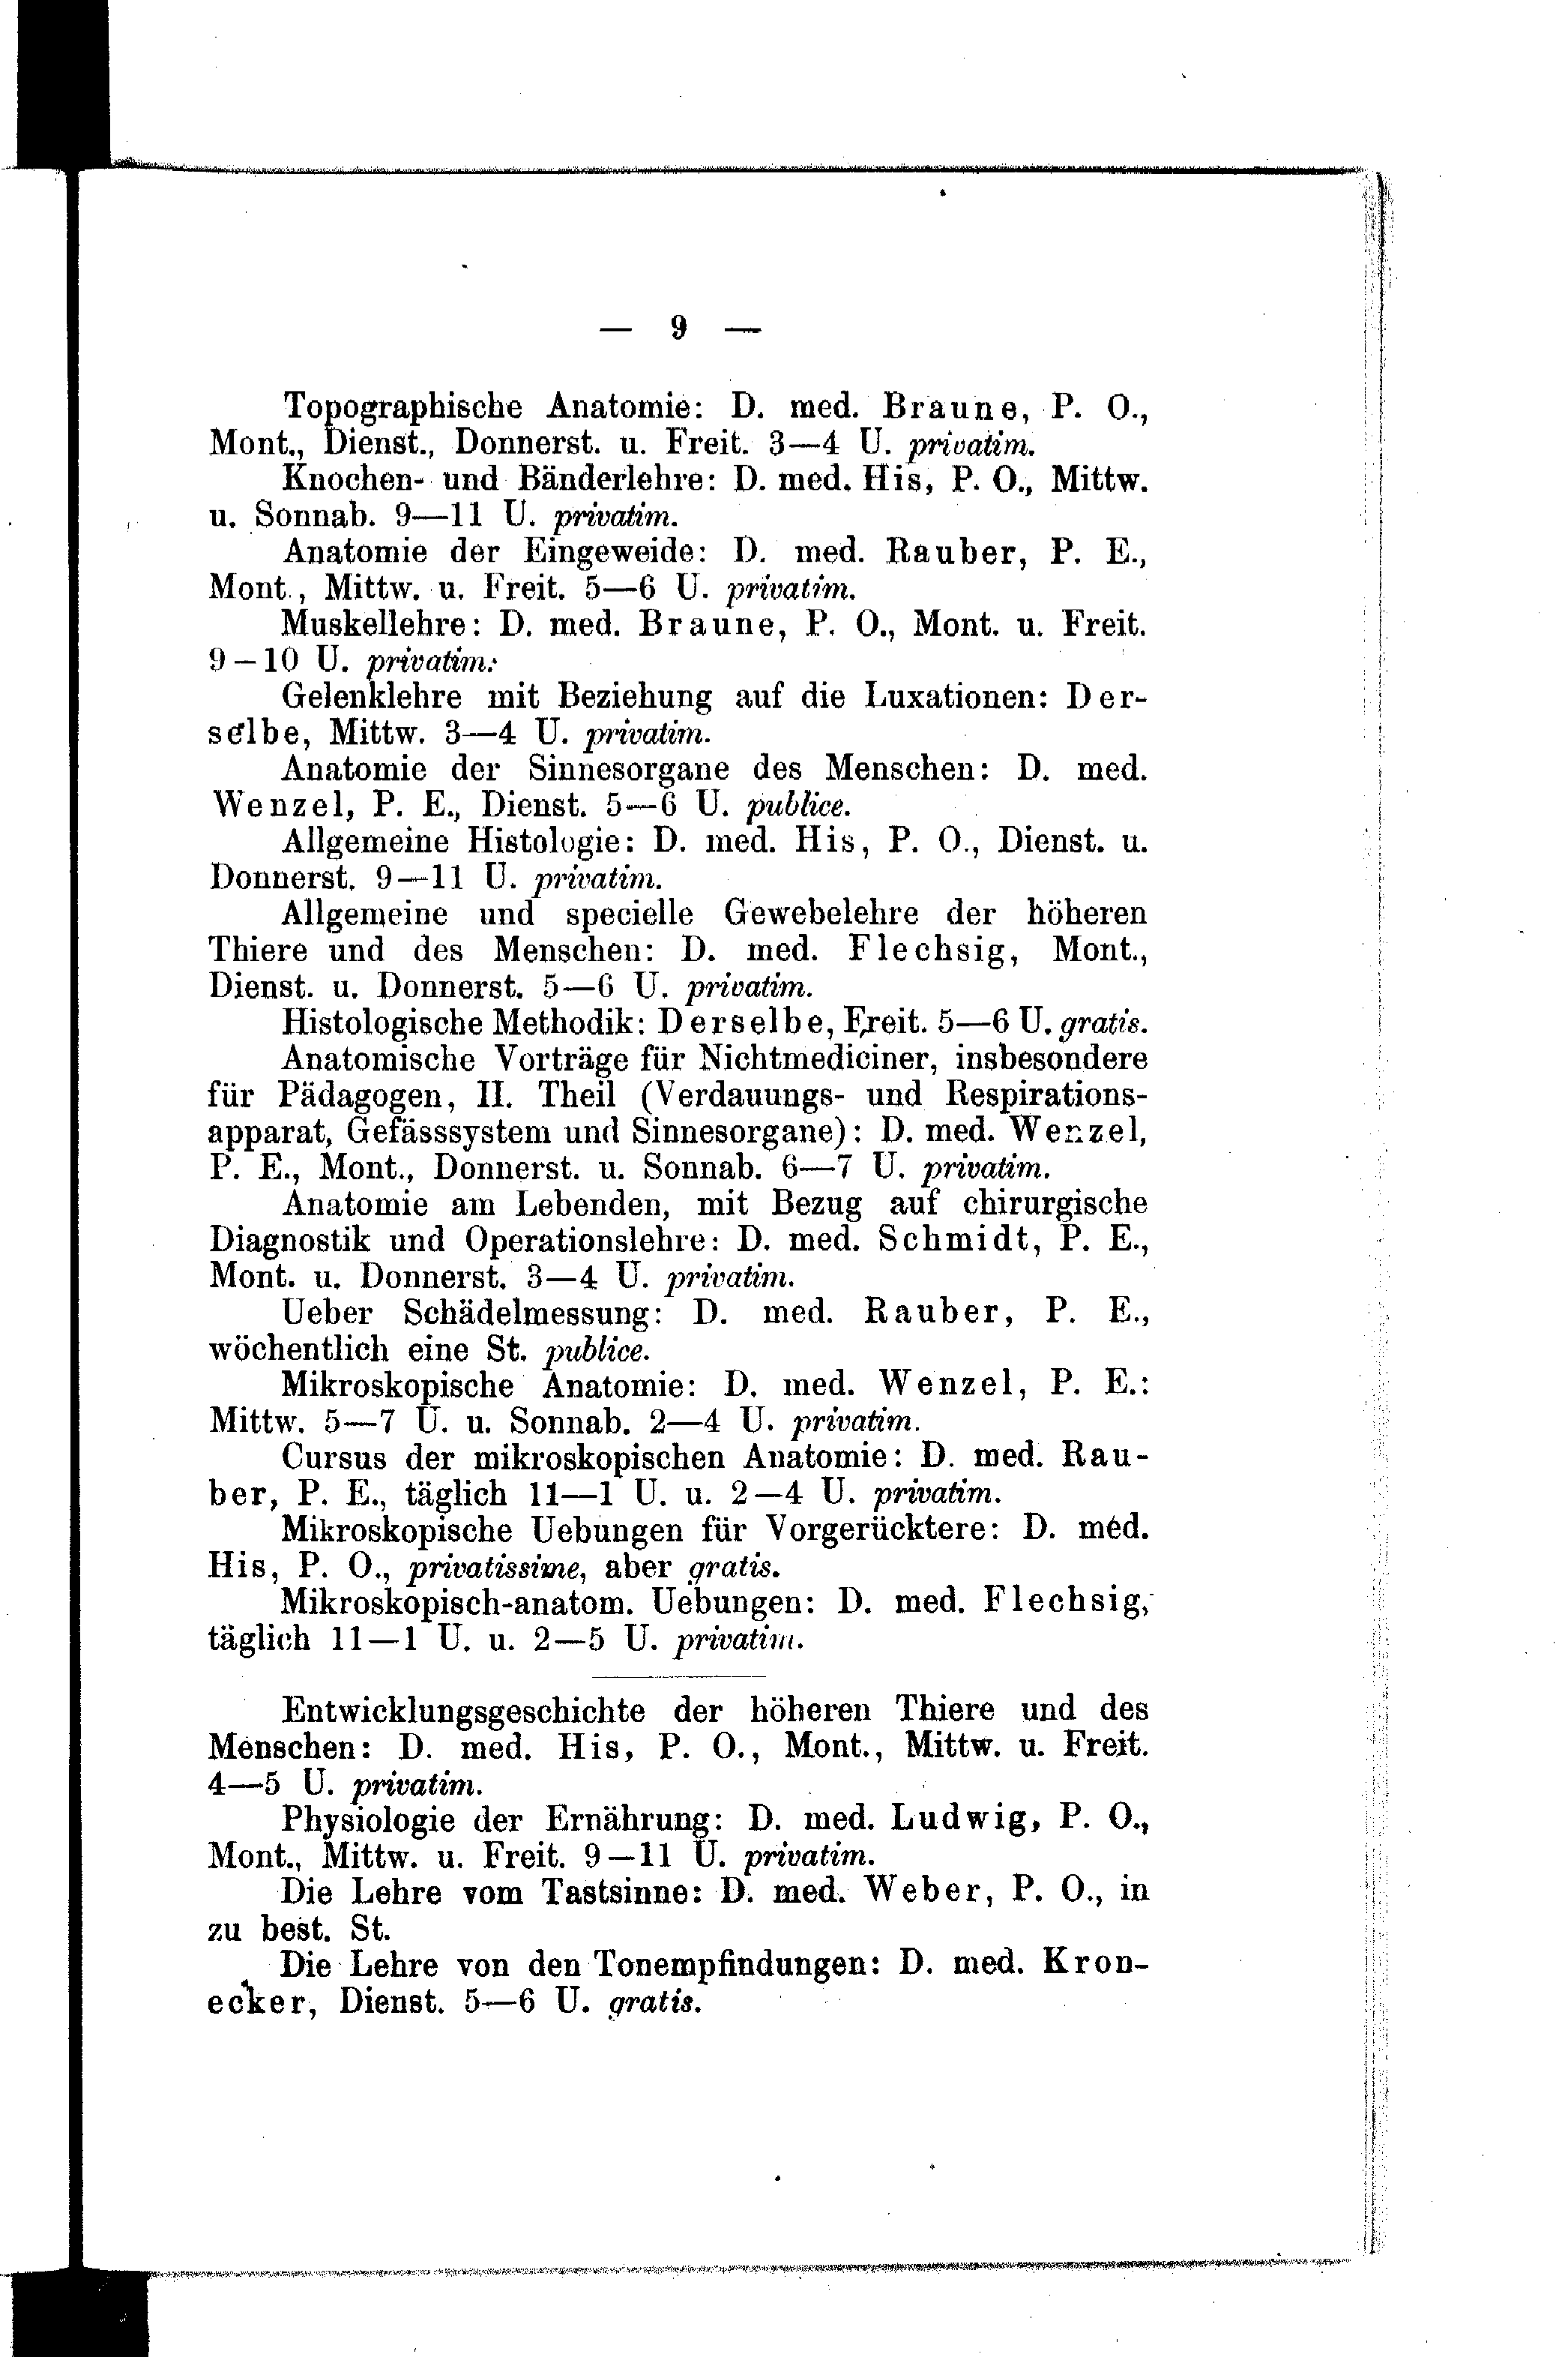 — 9 —
Topographische Anatomie: D. med. Braune, P. O.,
Mont., Dienst., Donnerst. u. Freit. 3—4 U. privatim.
Knochen- und Bänderlehre: D. med. His, P. O., Mittw.
u. Sonnab. 9—11 U. privatim.
Anatomie der Eingeweide: D. med. Rauber, P. E.,
Mont., Mittw. u. Freit. 5—6 U. privatim.
Muskellehre: D. med. Braune, P. O., Mont. u. Freit.
9—10 U. privatim.
Gelenklehre mit Beziehung auf die Luxationen: Der-
selbe, Mittw. 3—4 U. privatim.
Anatomie der Sinnesorgane des Menschen: D. med.
Wenzel, P. E., Dienst. 5—6 U. publice.
Allgemeine Histologie: D. med. His, P. O., Dienst. u.
Donnerst. 9—11 U. privatim.
Allgemeine und specielle Gewebelehre der höheren
Thiere und des Menschen: D. med. Flechsig, Mont.,
Dienst. u. Donnerst. 5—6 U. privatim.
Histologische Methodik: Derselbe, Freit. 5—6 U. gratis.
Anatomische Vorträge für Nichtmediciner, insbesondere
für Pädagogen, II. Theil (Verdauungs- und Respirations-
apparat, Gefässsystem und Sinnesorgane): D. med. Wenzel,
P. E., Mont., Donnerst. u. Sonnab. 6—7 U. privatim.
Anatomie am Lebenden, mit Bezug auf chirurgische
Diagnostik und Operationslehre: D. med. Schmidt, P. E.,
Mont. u. Donnerst. 3—4 U. privatim.
Ueber Schädelmessung: D. med. Rauber, P. E.,
wöchentlich eine St. publice.
Mikroskopische Anatomie: D. med. Wenzel, P. E.:
Mittw. 5—7 U. u. Sonnab. 2—4 U. privatim.
Cursus der mikroskopischen Anatomie: D. med. Rau-
ber, P. E., täglich 11—1 U. u. 2—4 U. privatim.
Mikroskopische Uebungen für Vorgerücktere: D. med.
His, P. O., privatissime, aber gratis.
Mikroskopisch-anatom. Uebungen: D. med. Flechsig,
täglich 11—1 U. u. 2—5 U. privatim.
Entwicklungsgeschichte der höheren Thiere und des
Menschen: D. med. His, P. O., Mont., Mittw. u. Freit.
4—5 U. privatim.
Physiologie der Ernährung: D. med. Ludwig, P. O.,
Mont., Mittw. u. Freit. 9—11 U. privatim.
Die Lehre vom Tastsinne: D. med. Weber, P. O., in
zu best. St.
Die Lehre von den Tonempfindungen: D. med. Kron-
ecker, Dienst. 5—6 U. gratis.